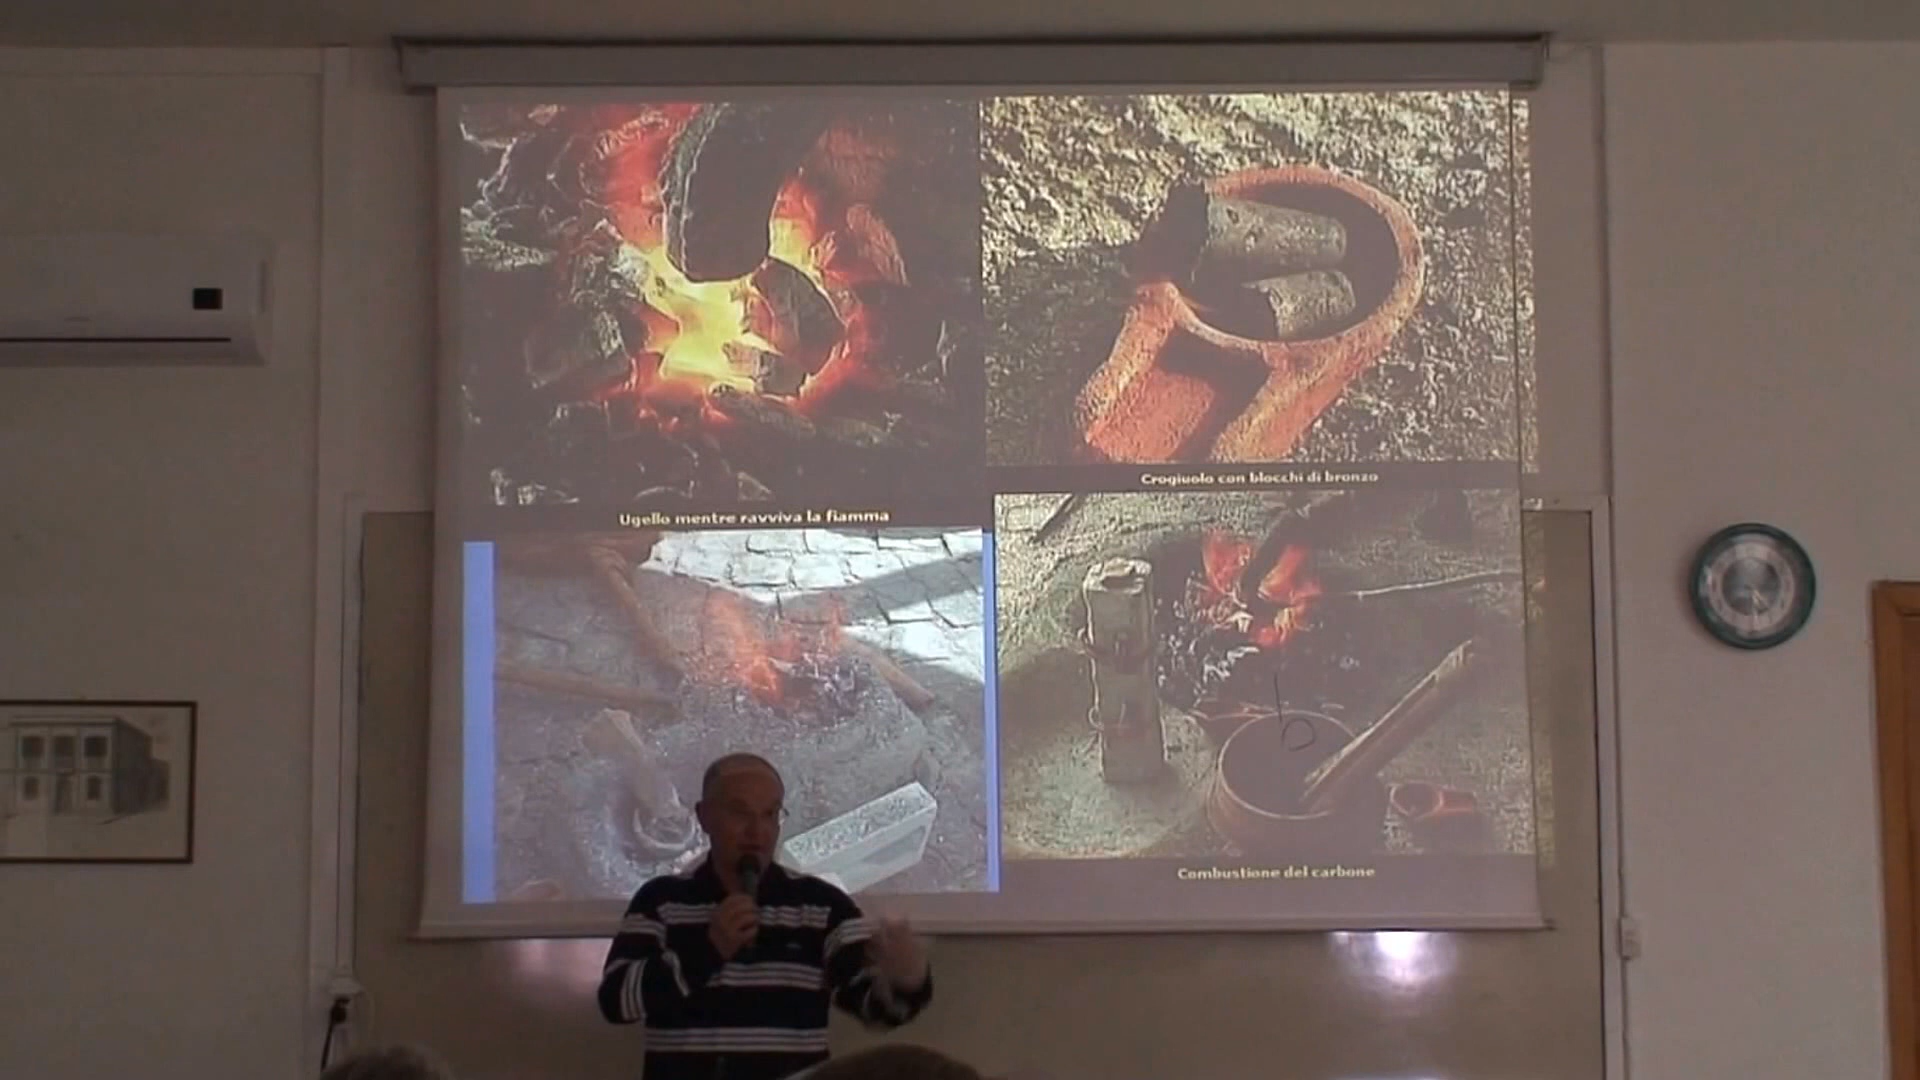 Crogiuolo con blocchi di bronzo
Ugello mentre ravviva la fiamma
b
Combustione del carbone